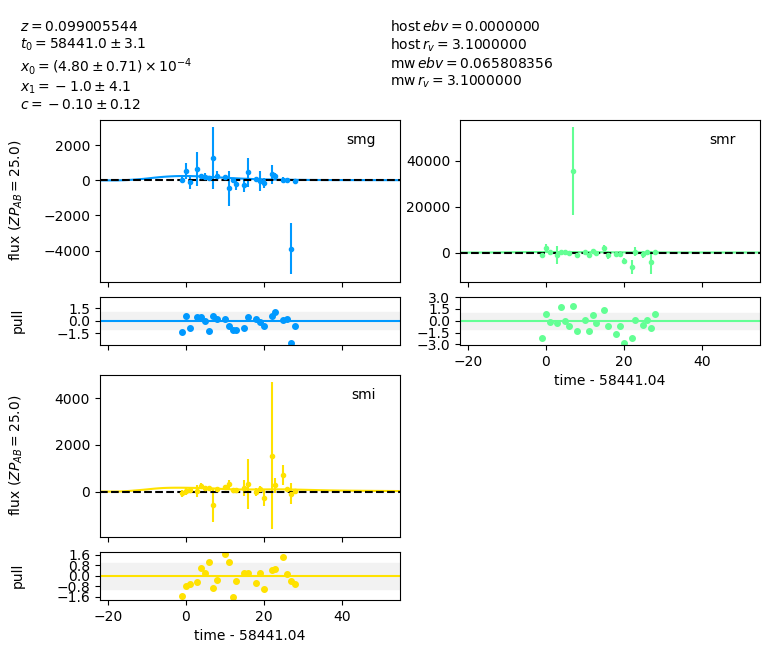 z = 0.099005544
t₀ = 58441.0 ± 3.1
x₀ = (4.80 ± 0.71) × 10⁻⁴
x₁ = −1.0 ± 4.1
c = −0.10 ± 0.12
host ebv = 0.0000000
host r_v = 3.1000000
mw ebv = 0.065808356
mw r_v = 3.1000000
smg
2000
0
−2000
−4000
flux (ZP_AB = 25.0)
1.5
0.0
−1.5
pull
smr
40000
20000
0
3.0
1.5
0.0
−1.5
−3.0
−20 0 20 40
time - 58441.04
smi
4000
2000
0
flux (ZP_AB = 25.0)
1.6
0.8
0.0
−0.8
−1.6
pull
−20 0 20 40
time - 58441.04